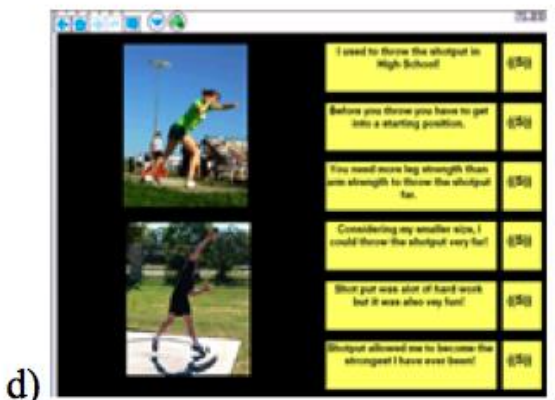 I used to throw the shotput in
High School!
((S))
Before you throw you have to get
into a starting position.
((S))
You need more leg strength than
arm strength to throw the shotput
far.
((S))
Considering my smaller size, I
could throw the shotput very far!
((S))
Shot put was alot of hard work
but it was also vey fun!
((S))
Shotput allowed me to become the
strongest I have ever been!
((S))
d)